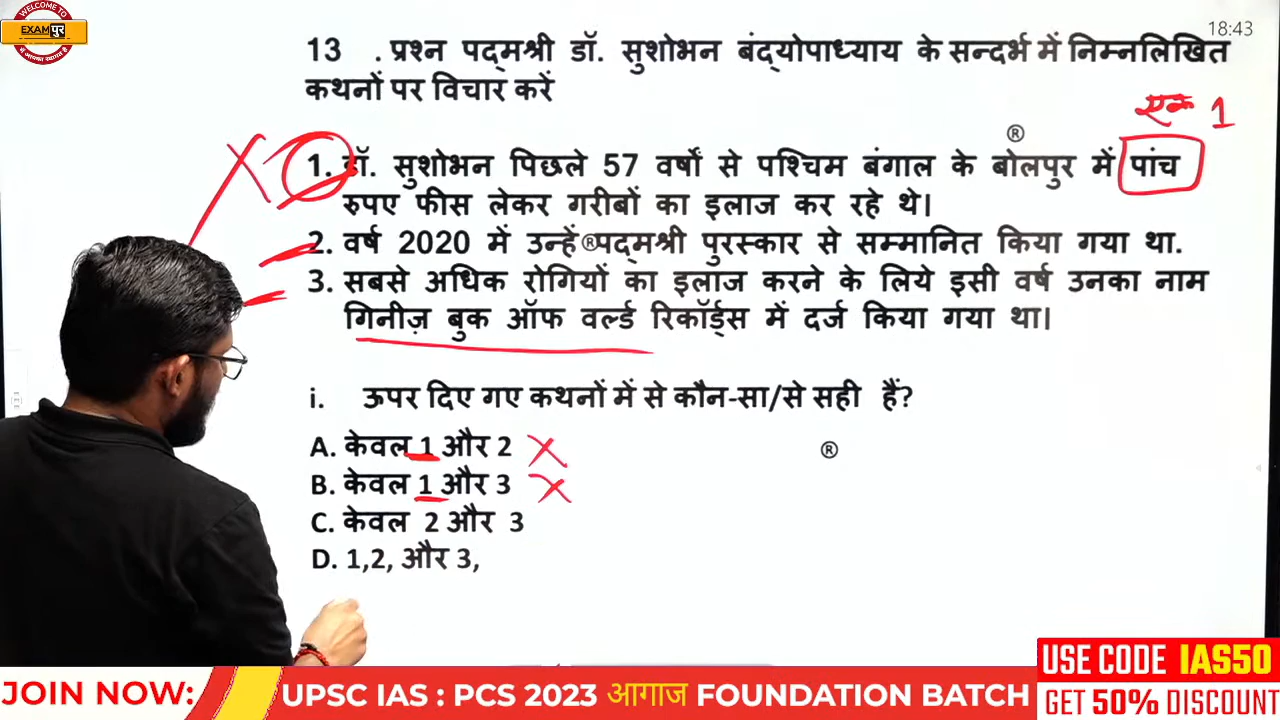 WELCOME TO
EXAMपुर
18:43
13 . प्रश्न पद्मश्री डॉ. सुशोभन बंद्योपाध्याय के सन्दर्भ में निम्नलिखित
कथनों पर विचार करें
एक 1
®
1. डॉ. सुशोभन पिछले 57 वर्षों से पश्चिम बंगाल के बोलपुर में पांच
रुपए फीस लेकर गरीबों का इलाज कर रहे थे।
2. वर्ष 2020 में उन्हें ® पद्मश्री पुरस्कार से सम्मानित किया गया था.
3. सबसे अधिक रोगियों का इलाज करने के लिये इसी वर्ष उनका नाम
गिनीज़ बुक ऑफ वर्ल्ड रिकॉर्ड्स में दर्ज किया गया था।
i. ऊपर दिए गए कथनों में से कौन-सा/से सही हैं?
A. केवल 1 और 2
®
B. केवल 1 और 3
C. केवल 2 और 3
D. 1,2, और 3,
JOIN NOW: UPSC IAS : PCS 2023 आगाज FOUNDATION BATCH
USE CODE IAS50
GET 50% DISCOUNT